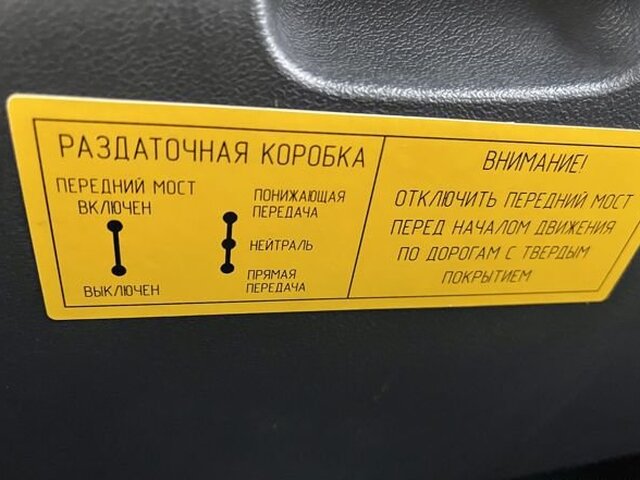 РАЗДАТОЧНАЯ КОРОБКА
ПЕРЕДНИЙ МОСТ
ВКЛЮЧЕН
ВЫКЛЮЧЕН
ПОНИЖАЮЩАЯ
ПЕРЕДАЧА
НЕЙТРАЛЬ
ПРЯМАЯ
ПЕРЕДАЧА
ВНИМАНИЕ!
ОТКЛЮЧИТЬ ПЕРЕДНИЙ МОСТ
ПЕРЕД НАЧАЛОМ ДВИЖЕНИЯ
ПО ДОРОГАМ С ТВЕРДЫМ
ПОКРЫТИЕМ